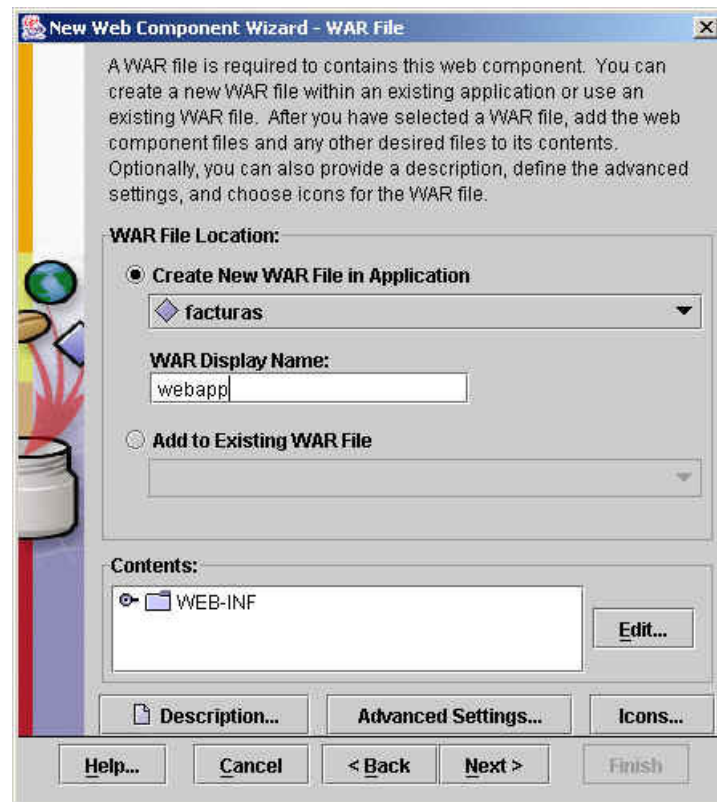 New Web Component Wizard - WAR File
A WAR file is required to contains this web component. You can
create a new WAR file within an existing application or use an
existing WAR file. After you have selected a WAR file, add the web
component files and any other desired files to its contents.
Optionally, you can also provide a description, define the advanced
settings, and choose icons for the WAR file.
WAR File Location:
Create New WAR File in Application
facturas
WAR Display Name:
webapp
Add to Existing WAR File
Contents:
WEB-INF
Edit...
Description... Advanced Settings... Icons...
Help... Cancel < Back Next > Finish